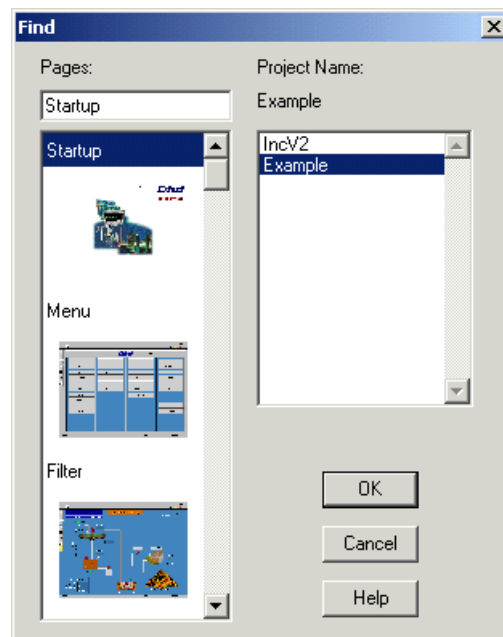 Find
Pages:
Startup
Startup
Menu
Filter
Project Name:
Example
IncV2
Example
OK
Cancel
Help